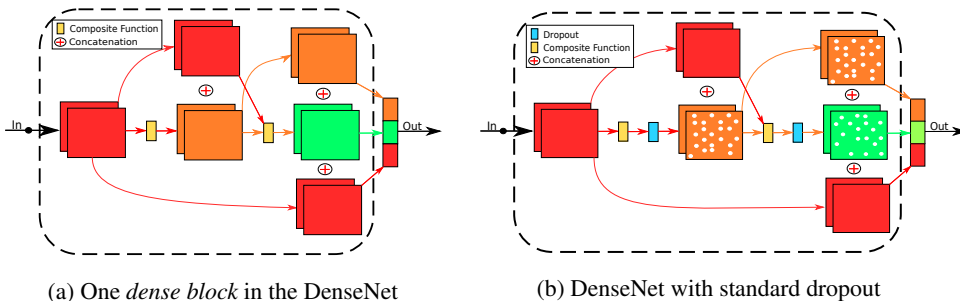 Composite Function
Concatenation
In
Out
(a) One dense block in the DenseNet
Dropout
Composite Function
Concatenation
In
Out
(b) DenseNet with standard dropout